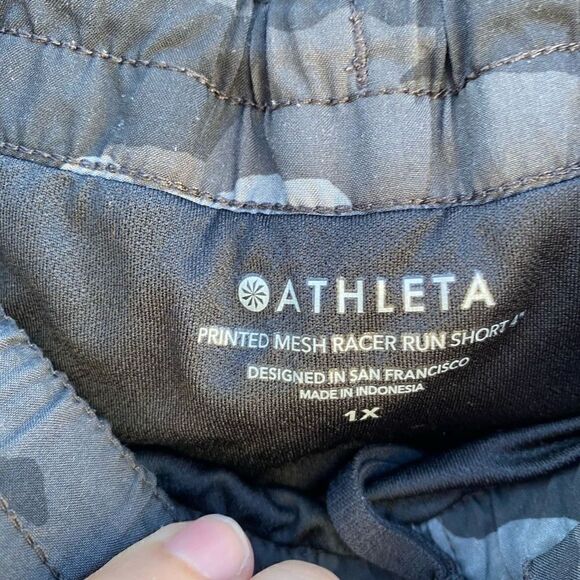 ATHLETA
PRINTED MESH RACER RUN SHORT 4"
DESIGNED IN SAN FRANCISCO
MADE IN INDONESIA
1X